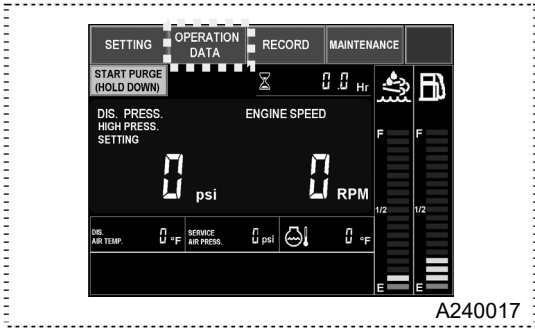 SETTING
OPERATION
DATA
RECORD
MAINTENANCE
START PURGE
(HOLD DOWN)
0.0 Hr
DIS. PRESS.
HIGH PRESS.
SETTING
ENGINE SPEED
0 psi
0 RPM
F
F
1/2
1/2
DIS.
AIR TEMP.
0 °F
SERVICE
AIR PRESS.
0 psi
0 °F
E
E
A240017